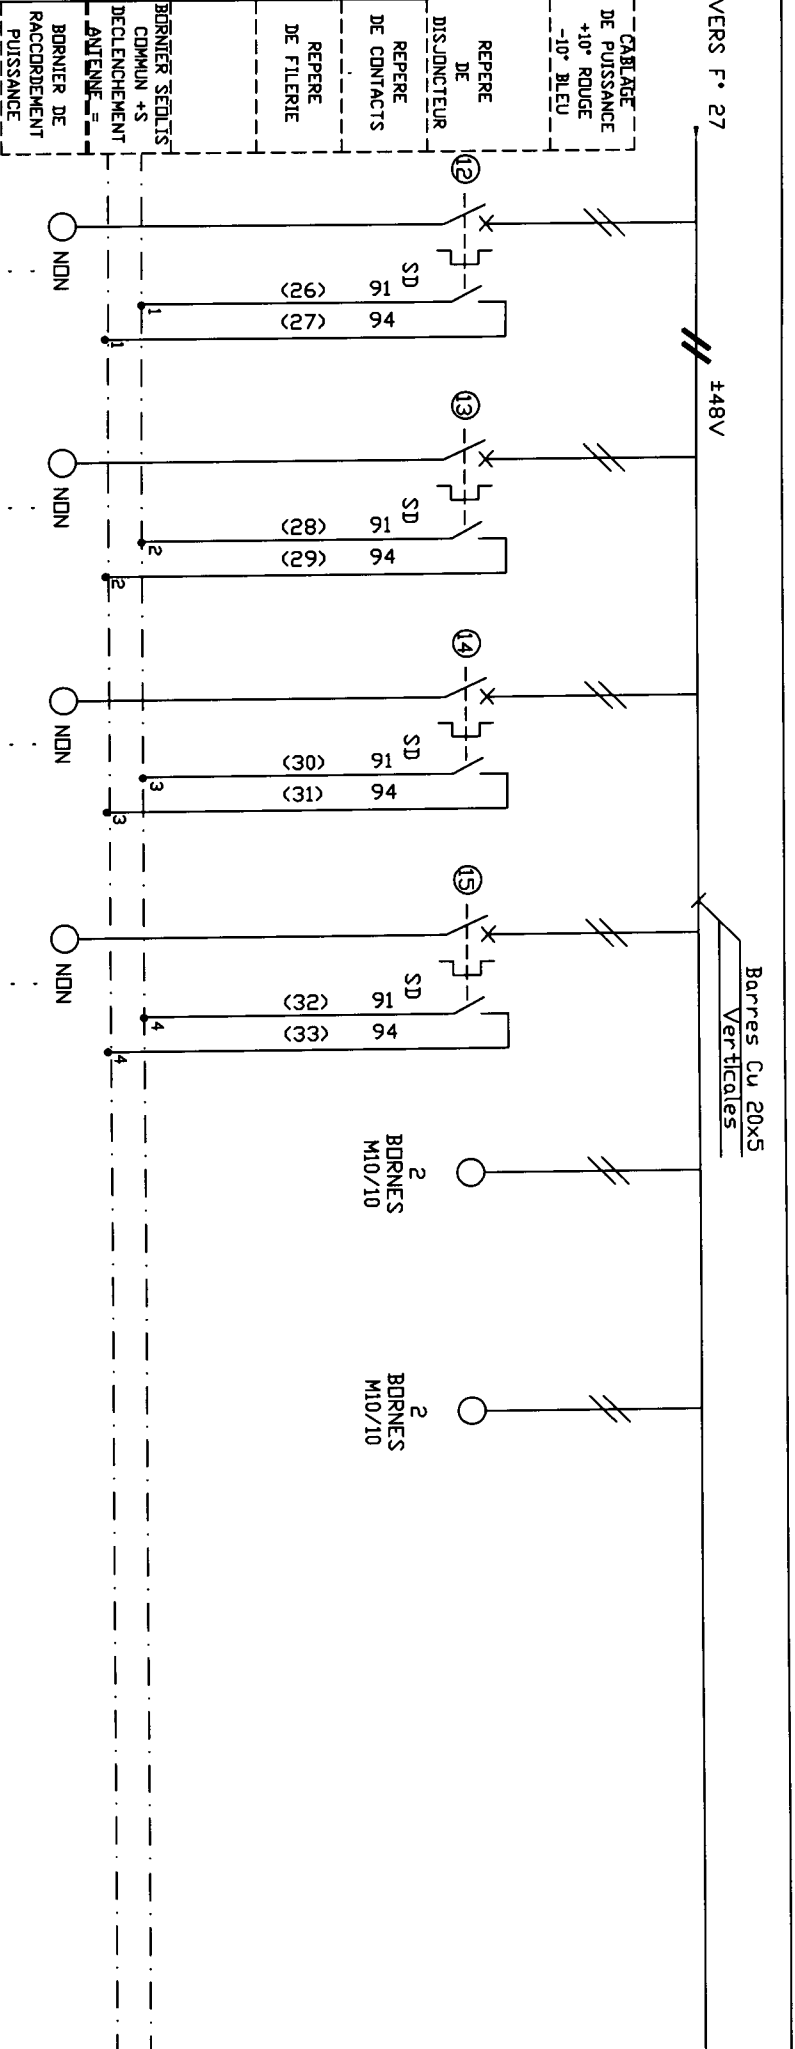 VERS F° 27
±48V
Barres Cu 20x5
Verticales
CABLAGE
DE PUISSANCE
+10° ROUGE
-10° BLEU
REPERE
DE
DISJONCTEUR
REPERE
DE CONTACTS
REPERE
DE FILERIE
BORNIER SEOLIS
COMMUN +S
DECLENCHEMENT
ANTENNE =
BORNIER DE
RACCORDEMENT
PUISSANCE
12
SD
91
94
(26)
(27)
1
1
NON
13
SD
91
94
(28)
(29)
2
2
NON
14
SD
91
94
(30)
(31)
3
3
NON
15
SD
91
94
(32)
(33)
4
4
NON
2
BORNES
M10/10
2
BORNES
M10/10